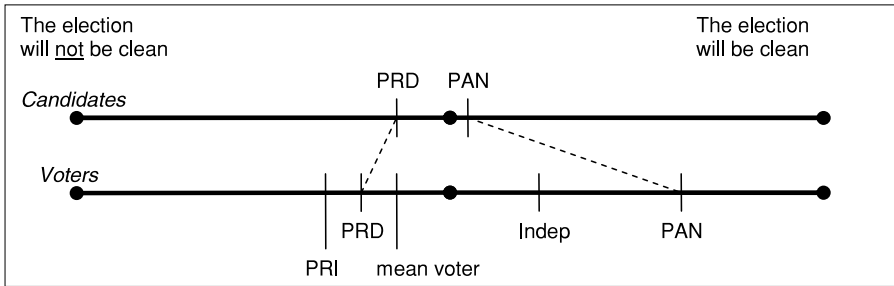 The election
will not be clean
The election
will be clean
PRD
PAN
Candidates
Voters
PRD
Indep
PAN
PRI
mean voter